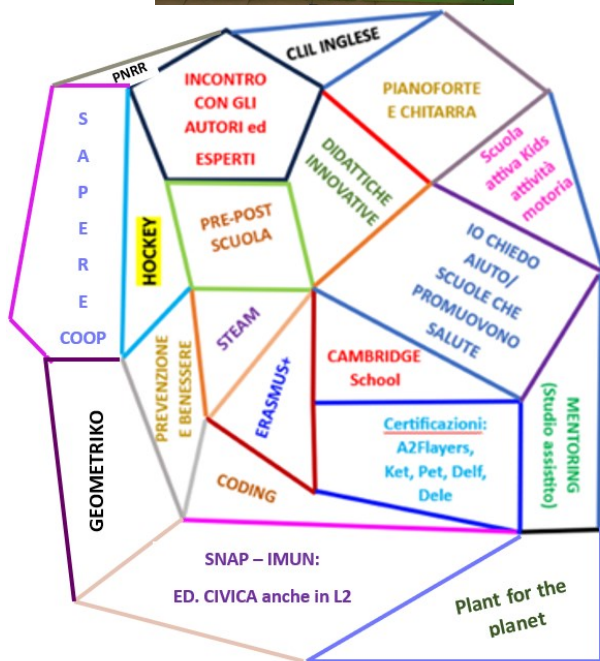 PNRR
CLIL INGLESE
INCONTRO
CON GLI
AUTORI ed
ESPERTI
PIANOFORTE
E CHITARRA
Scuola
attiva Kids
attività
motoria
DIDATTICHE
INNOVATIVE
S
A
P
E
R
E
COOP
HOCKEY
PRE-POST
SCUOLA
IO CHIEDO
AIUTO/
SCUOLE CHE
PROMUOVONO
SALUTE
STEAM
PREVENZIONE
E BENESSERE
ERASMUS+
CAMBRIDGE
School
MENTORING
(Studio assistito)
GEOMETRIKO
Certificazioni:
A2Flayers,
Ket, Pet, Delf,
Dele
CODING
SNAP – IMUN:
ED. CIVICA anche in L2
Plant for the
planet